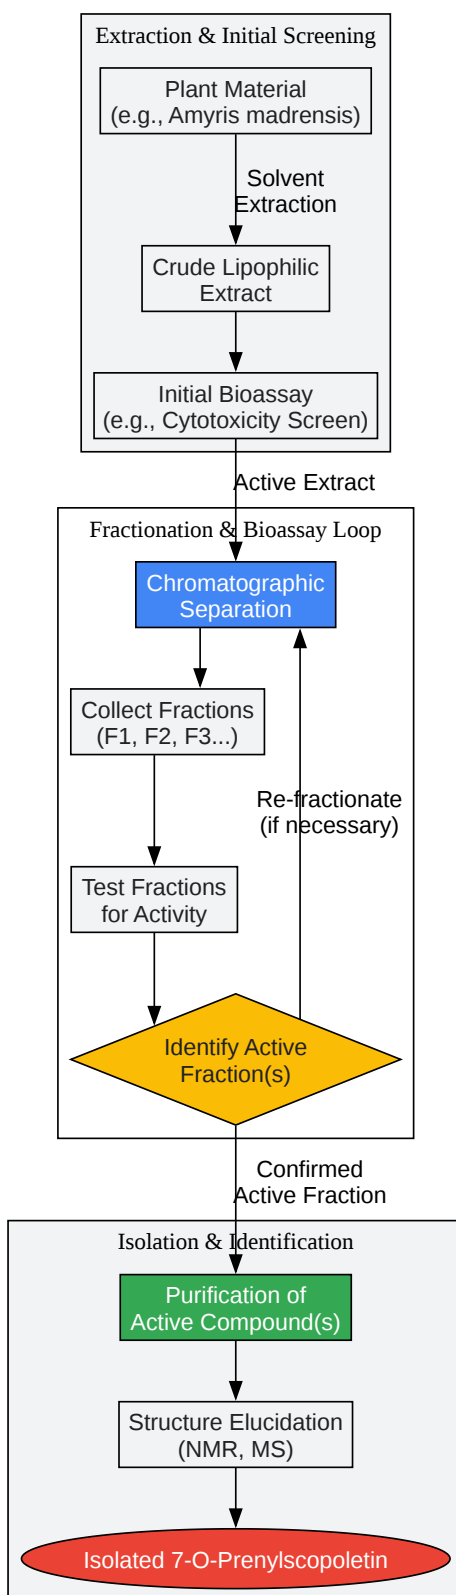 Extraction & Initial Screening
Plant Material
(e.g., Amyris madrensis)
Solvent
Extraction
Crude Lipophilic
Extract
Initial Bioassay
(e.g., Cytotoxicity Screen)
Active Extract
Fractionation & Bioassay Loop
Chromatographic
Separation
Collect Fractions
(F1, F2, F3...)
Re-fractionate
(if necessary)
Test Fractions
for Activity
Identify Active
Fraction(s)
Confirmed
Active Fraction
Isolation & Identification
Purification of
Active Compound(s)
Structure Elucidation
(NMR, MS)
Isolated 7-O-Prenylscopoletin